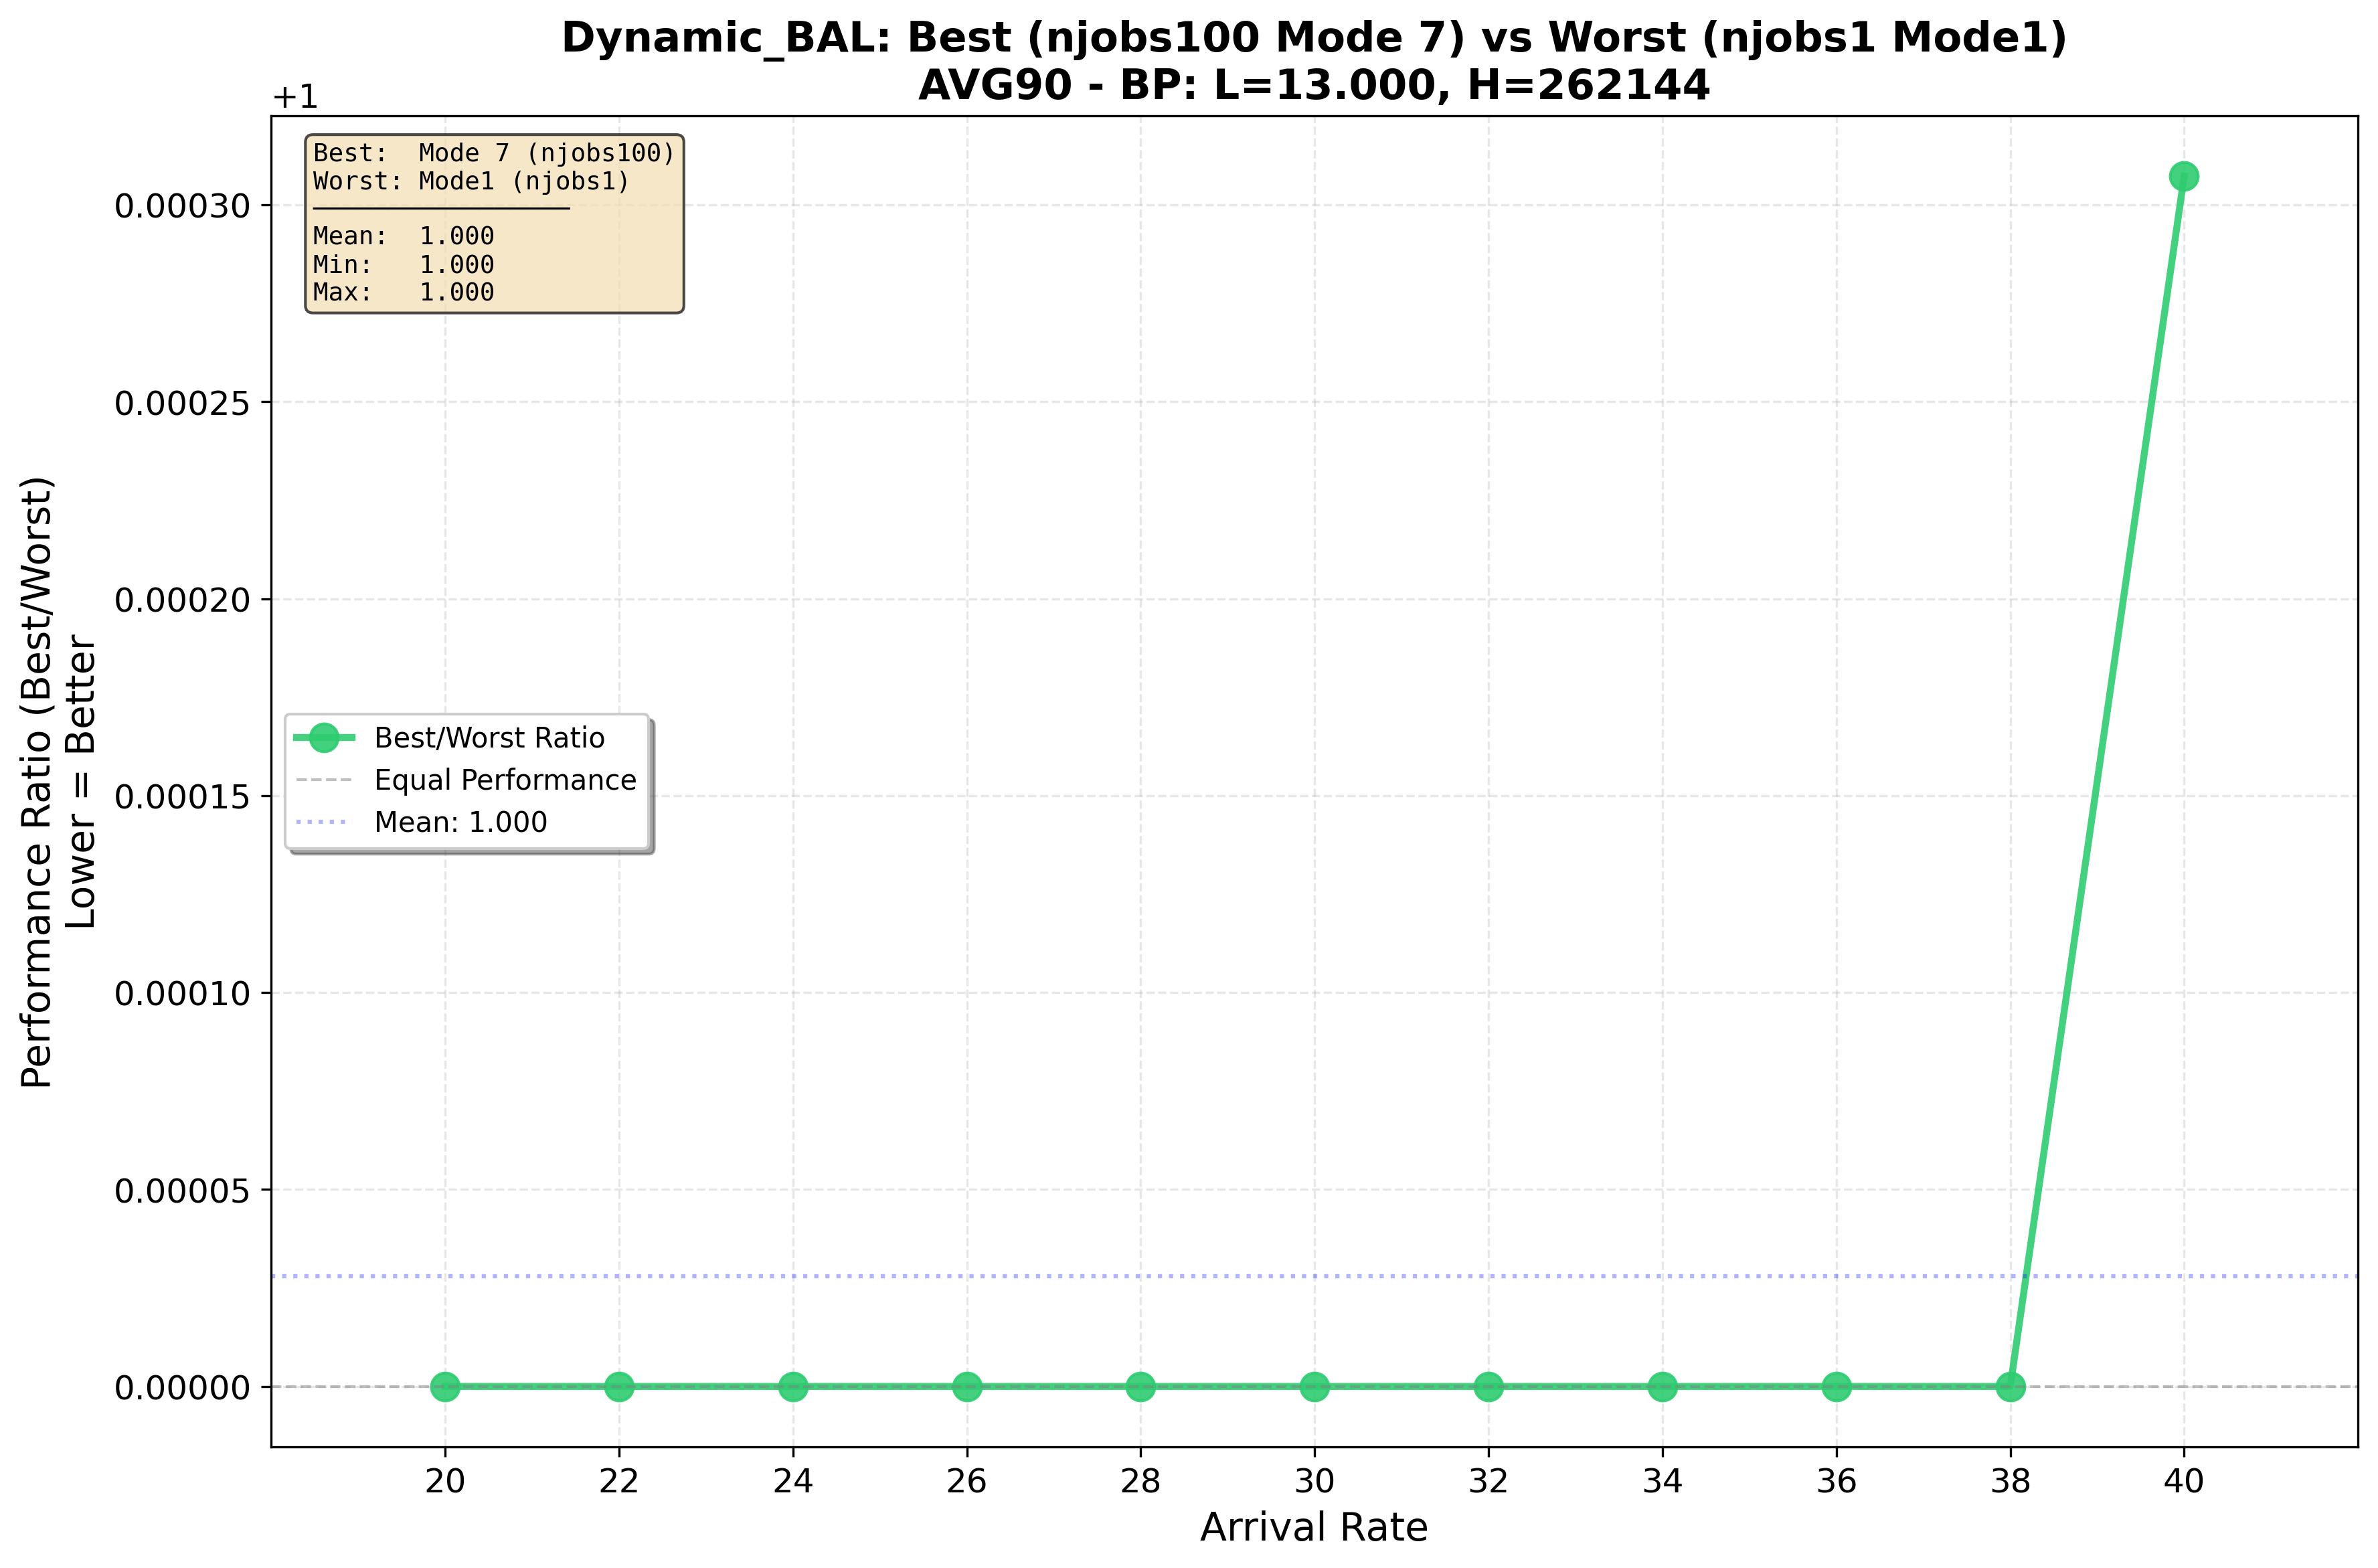 Dynamic_BAL: Best (njobs100 Mode 7) vs Worst (njobs1 Mode1)
AVG90 - BP: L=13.000, H=262144
+1
Best:  Mode 7 (njobs100)
Worst: Mode1 (njobs1)
Mean:  1.000
Min:   1.000
Max:   1.000
0.00030
0.00025
0.00020
0.00015
0.00010
0.00005
0.00000
Performance Ratio (Best/Worst)
Lower = Better
Best/Worst Ratio
Equal Performance
Mean: 1.000
20 22 24 26 28 30 32 34 36 38 40
Arrival Rate